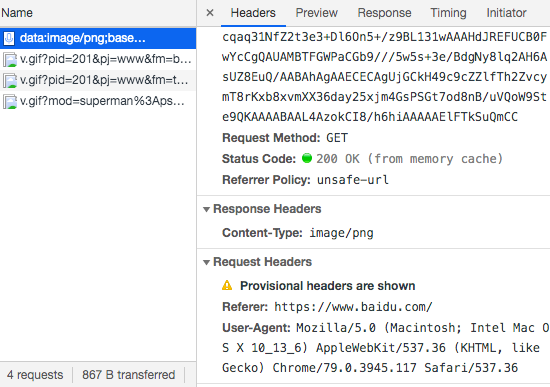 Name
× Headers Preview Response Timing Initiator
data:image/png;base…
v.gif?pid=201&pj=www&fm=b...
v.gif?pid=201&pj=www&fm=t...
v.gif?mod=superman%3Aps...
cqaq31NfZ2t3e3+Dl6On5+/z9BL131wAAAHdJREFUCB0F
wYcCgQAUAMBTFGWPaCGb9///5w5s+3e/BdgNy8lq2AH6A
sUZ8EuQ/AABAhAgAAECECAgUjGCkH49c9cZZlfTh2Zvcy
mT8rKxb8xvmXX36day25xjm4GsPSGt7od8nB/uVQoW9St
e9QKAAAABAAL4AzokCI8/h6hiAAAAAElFTkSuQmCC
Request Method: GET
Status Code: 200 OK (from memory cache)
Referrer Policy: unsafe-url
Response Headers
Content-Type: image/png
Request Headers
Provisional headers are shown
Referer: https://www.baidu.com/
User-Agent: Mozilla/5.0 (Macintosh; Intel Mac O
S X 10_13_6) AppleWebKit/537.36 (KHTML, like
Gecko) Chrome/79.0.3945.117 Safari/537.36
4 requests 867 B transferred